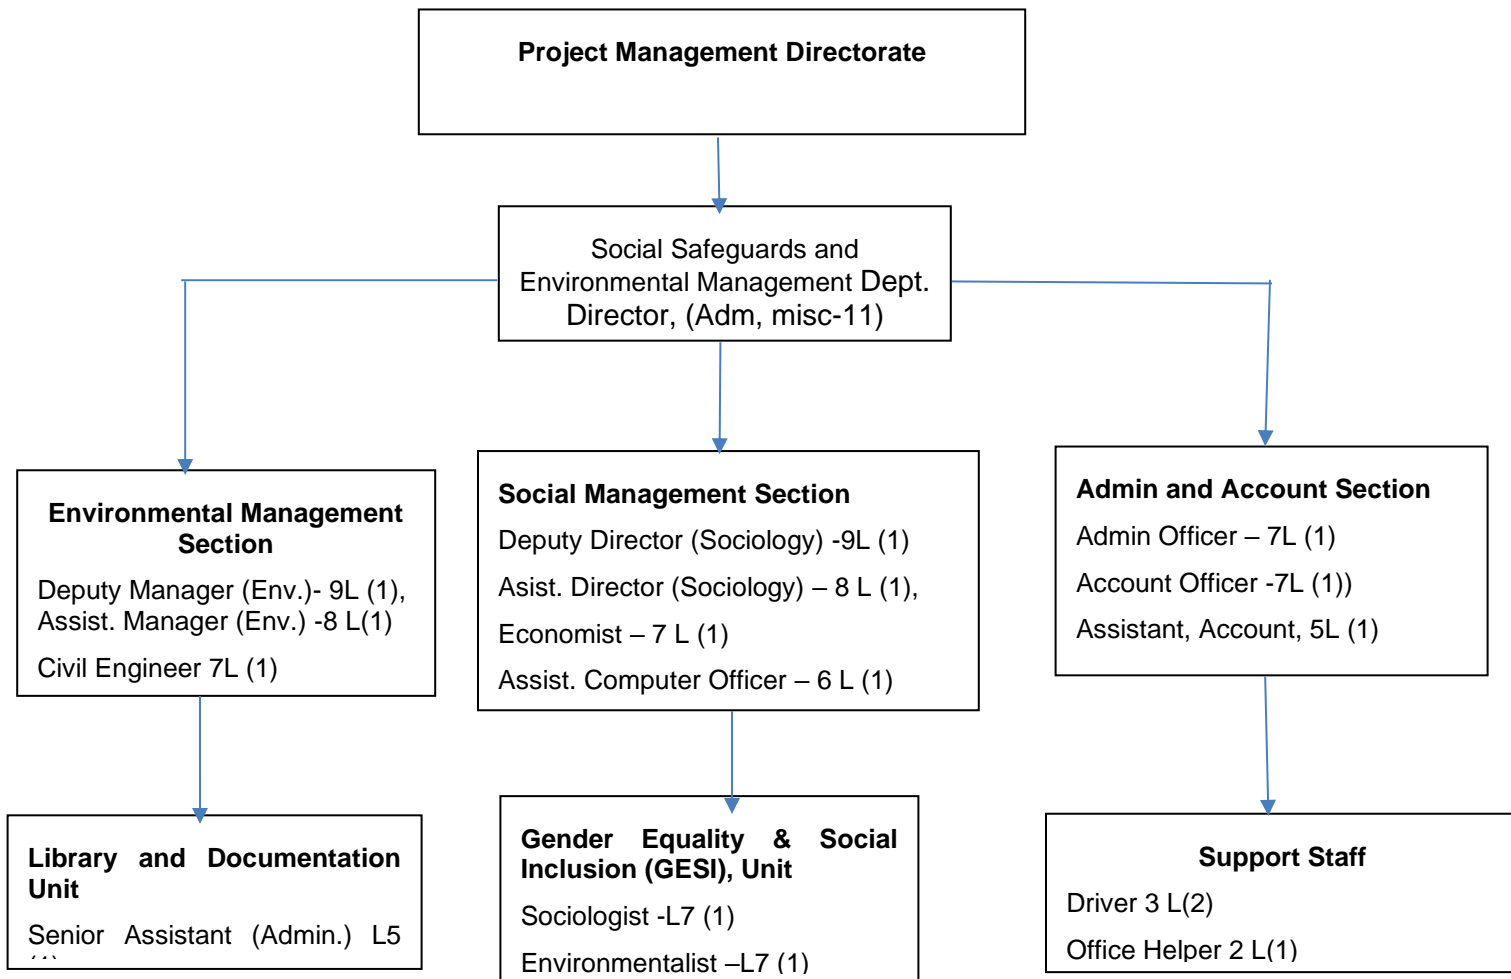 Project Management Directorate
Social Safeguards and
Environmental Management Dept.
Director, (Adm, misc-11)
Environmental Management
Section
Deputy Manager (Env.)- 9L (1),
Assist. Manager (Env.) -8 L(1)
Civil Engineer 7L (1)
Social Management Section
Deputy Director (Sociology) -9L (1)
Asist. Director (Sociology) – 8 L (1),
Economist – 7 L (1)
Assist. Computer Officer – 6 L (1)
Admin and Account Section
Admin Officer – 7L (1)
Account Officer -7L (1))
Assistant, Account, 5L (1)
Library and Documentation
Unit
Senior Assistant (Admin.) L5
Gender Equality & Social
Inclusion (GESI), Unit
Sociologist -L7 (1)
Environmentalist –L7 (1)
Support Staff
Driver 3 L(2)
Office Helper 2 L(1)